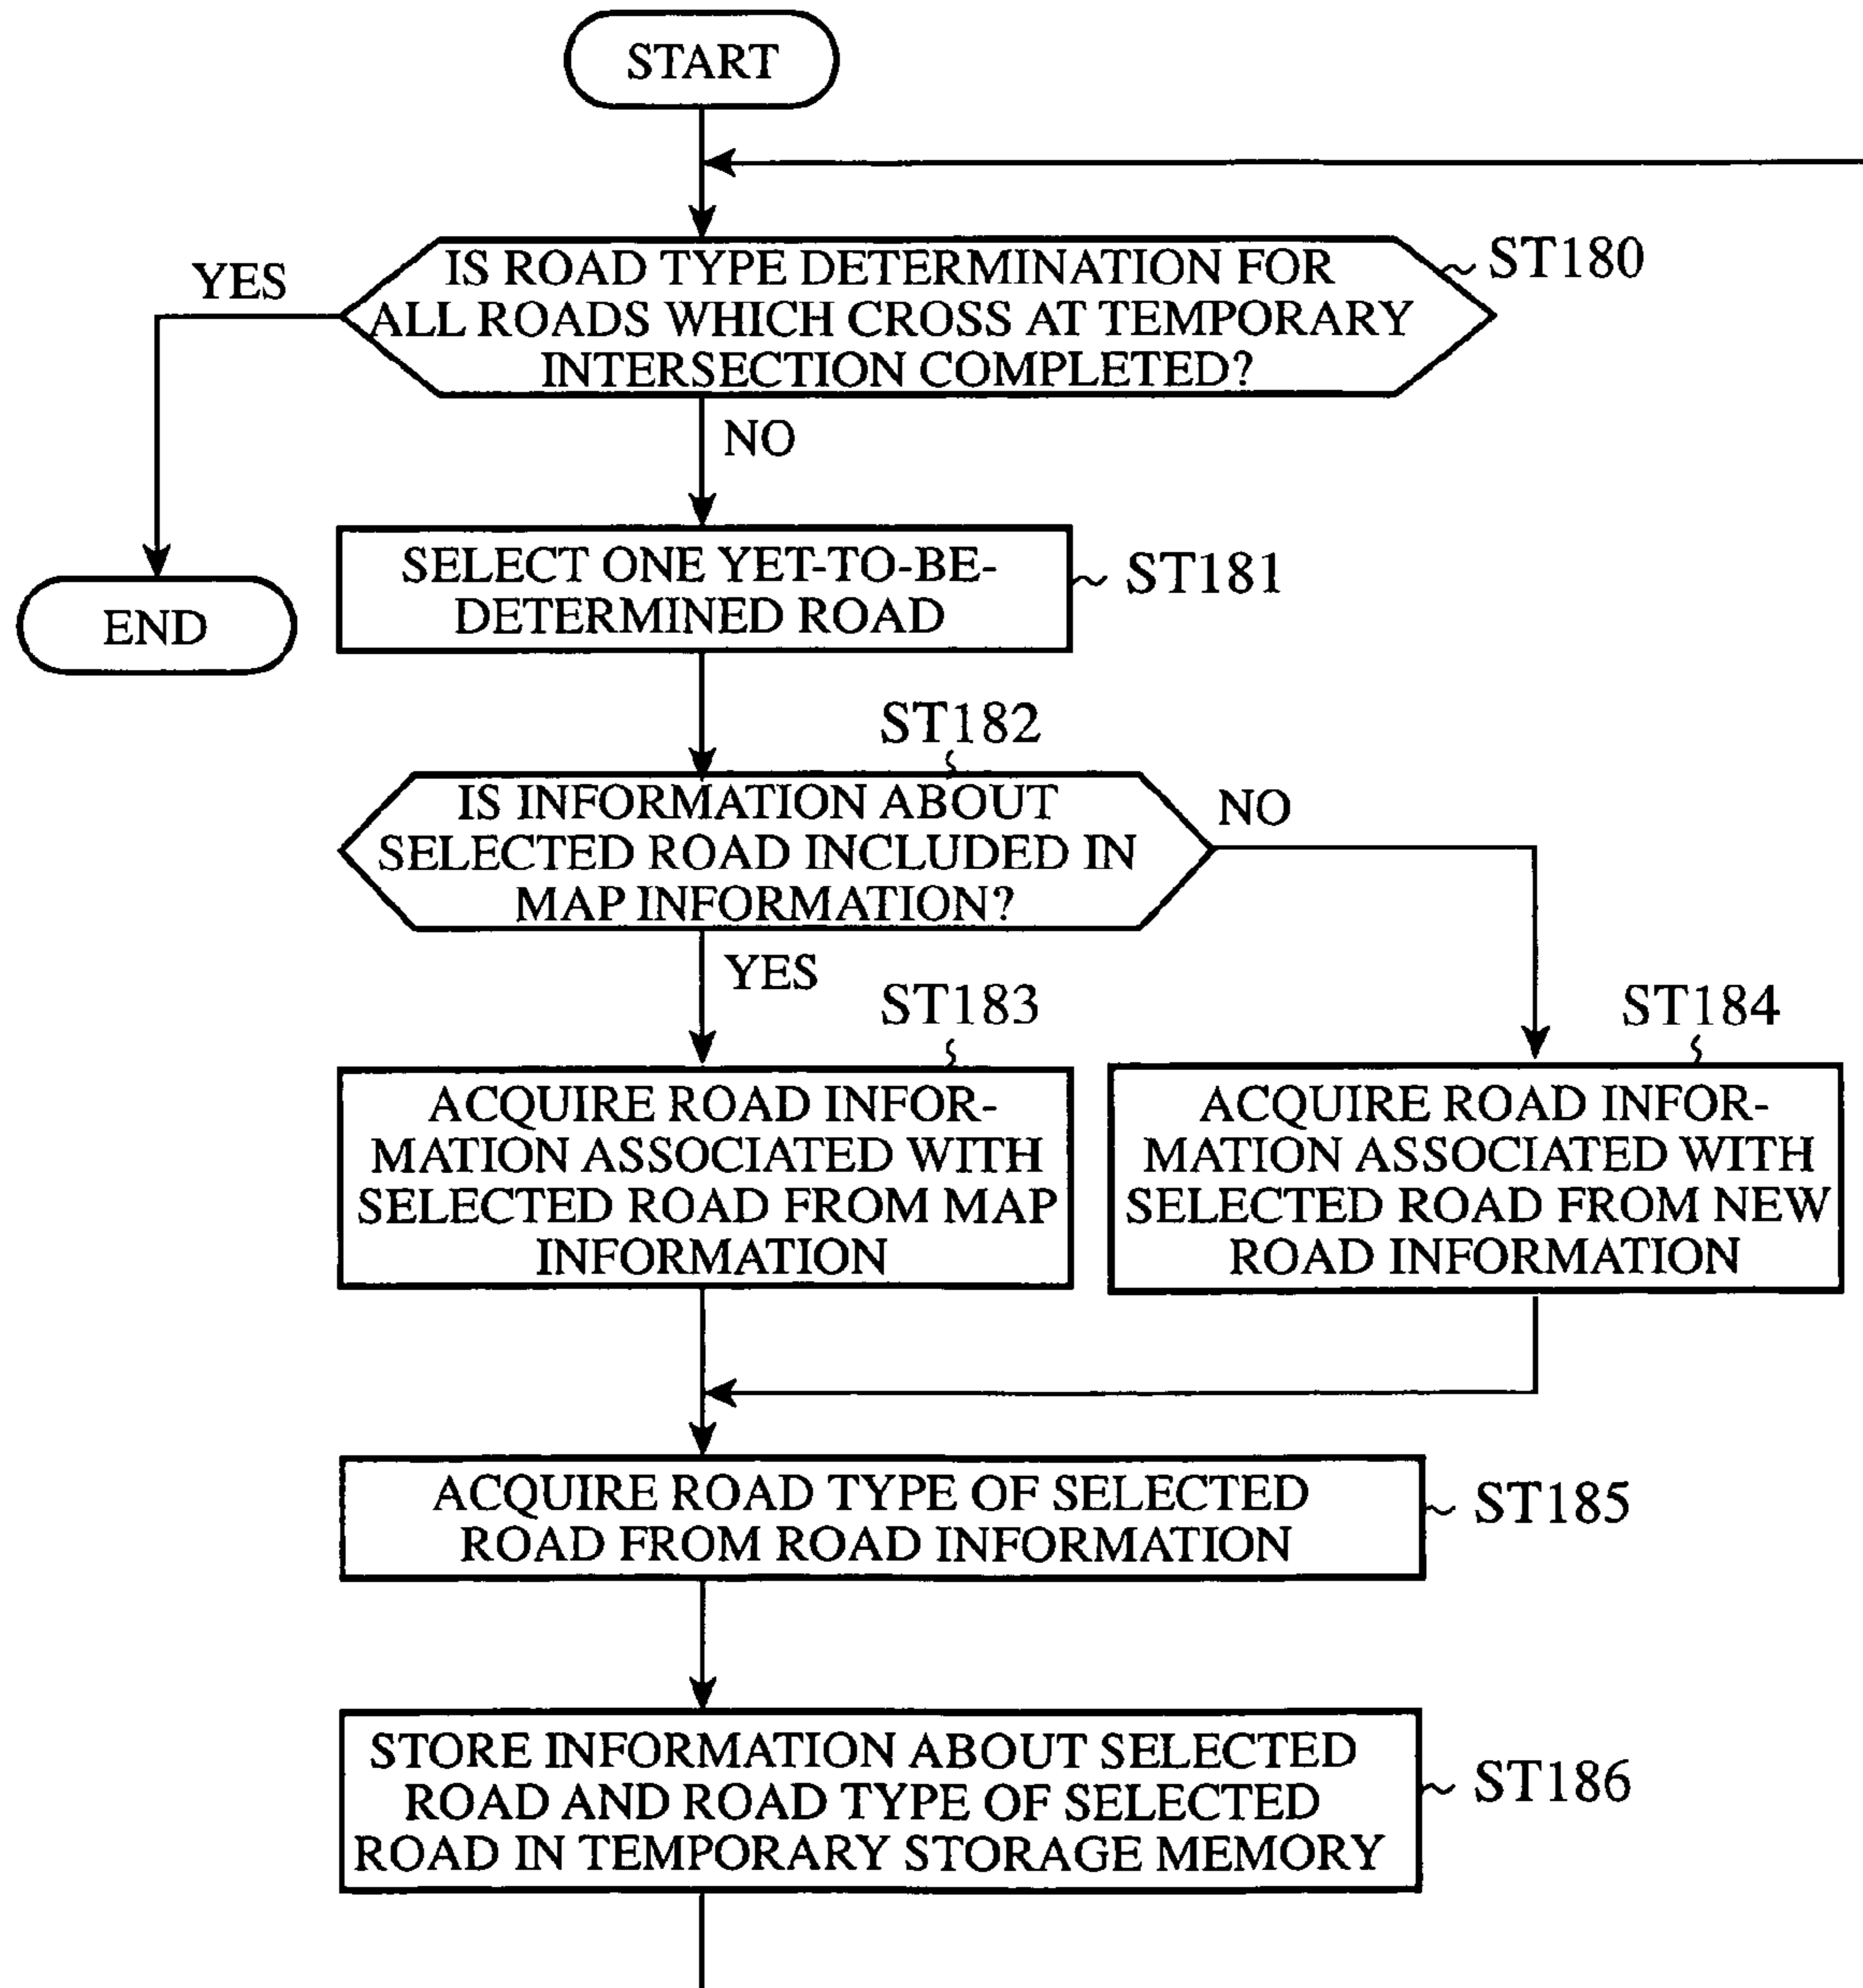 START
YES
IS ROAD TYPE DETERMINATION FOR
ALL ROADS WHICH CROSS AT TEMPORARY
INTERSECTION COMPLETED?
ST180
NO
SELECT ONE YET-TO-BE-
DETERMINED ROAD
ST181
END
ST182
IS INFORMATION ABOUT
SELECTED ROAD INCLUDED IN
MAP INFORMATION?
NO
YES
ST183
ST184
ACQUIRE ROAD INFOR-
MATION ASSOCIATED WITH
SELECTED ROAD FROM MAP
INFORMATION
ACQUIRE ROAD INFOR-
MATION ASSOCIATED WITH
SELECTED ROAD FROM NEW
ROAD INFORMATION
ACQUIRE ROAD TYPE OF SELECTED
ROAD FROM ROAD INFORMATION
ST185
STORE INFORMATION ABOUT SELECTED
ROAD AND ROAD TYPE OF SELECTED
ROAD IN TEMPORARY STORAGE MEMORY
ST186